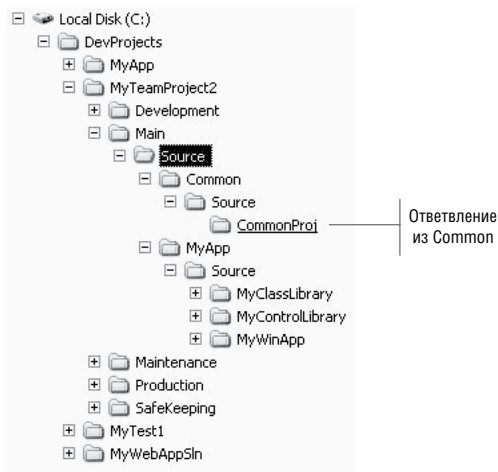 Local Disk (C:)
DevProjects
MyApp
MyTeamProject2
Development
Main
Source
Common
Source
CommonProj
Ответвление
из Common
MyApp
Source
MyClassLibrary
MyControlLibrary
MyWinApp
Maintenance
Production
SafeKeeping
MyTest1
MyWebAppSln